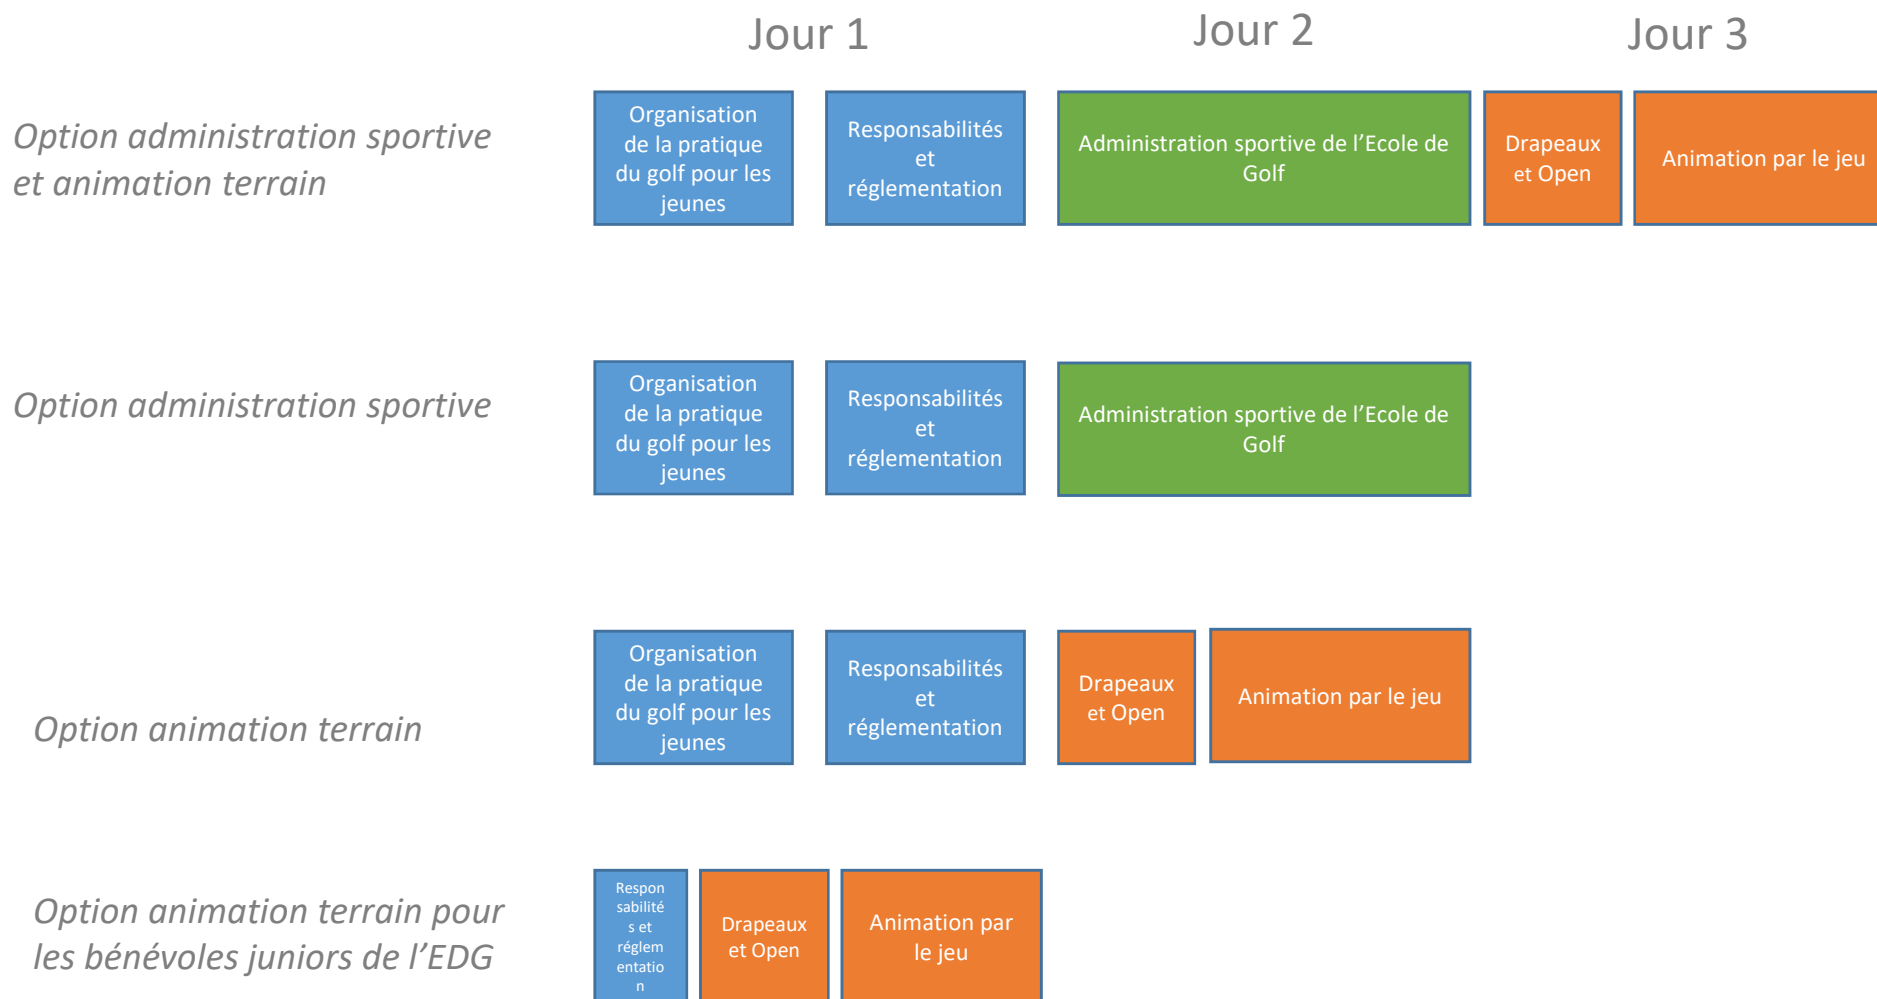 Jour 1
Jour 2
Jour 3
Option administration sportive
et animation terrain
Organisation
de la pratique
du golf pour les
jeunes
Responsabilités
et
réglementation
Administration sportive de l'Ecole de
Golf
Drapeaux
et Open
Animation par le jeu
Option administration sportive
Organisation
de la pratique
du golf pour les
jeunes
Responsabilités
et
réglementation
Administration sportive de l'Ecole de
Golf
Option animation terrain
Organisation
de la pratique
du golf pour les
jeunes
Responsabilités
et
réglementation
Drapeaux
et Open
Animation par le jeu
Option animation terrain pour
les bénévoles juniors de l'EDG
Respon
sabilité
s et
réglem
entatio
n
Drapeaux
et Open
Animation par
le jeu